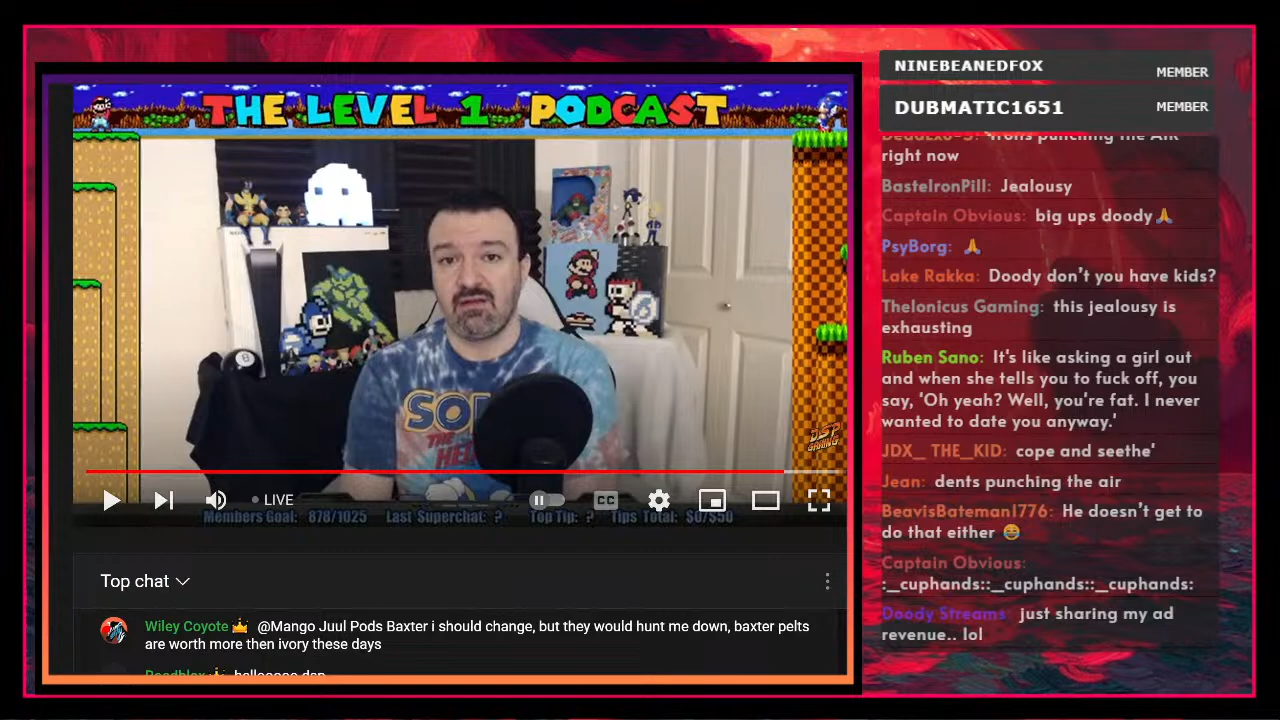 THE LEVEL 1 PODCAST
DSP
GAMING
LIVE
CC
Members Goal: 878/1025 Last Superchat: ? Top Tip: ? Tips Total: $0/$50
Top chat
Wiley Coyote @Mango Juul Pods Baxter i should change, but they would hunt me down, baxter pelts
are worth more then ivory these days
NINEBEANEDFOX MEMBER
DUBMATIC1651 MEMBER
punching the
right now
BasteIronPill: Jealousy
Captain Obvious: big ups doody🙏
PsyBorg: 🙏
Lake Rakka: Doody don't you have kids?
Thelonicus Gaming: this jealousy is
exhausting
Ruben Sano: It's like asking a girl out
and when she tells you to fuck off, you
say, 'Oh yeah? Well, you're fat. I never
wanted to date you anyway.'
JDX_ THE_KID: cope and seethe'
Jean: dents punching the air
BeavisBateman1776: He doesn't get to
do that either 😂
Captain Obvious:
:_cuphands::_cuphands::_cuphands:
Doody Streams: just sharing my ad
revenue.. lol